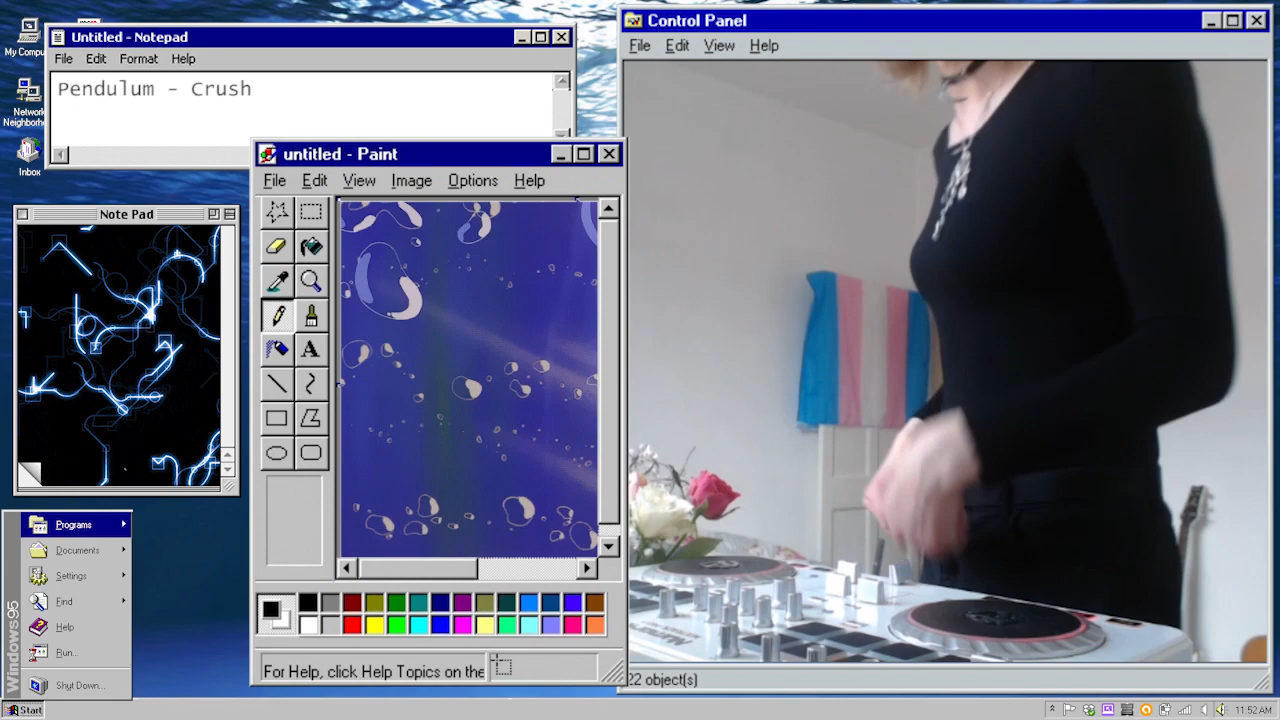 My Compu
Network
Neighborho
Inbox
Untitled - Notepad
File Edit Format Help
Pendulum - Crush
untitled - Paint
File Edit View Image Options Help
For Help, click Help Topics on the
Note Pad
Control Panel
File Edit View Help
22 object(s)
Windows95
Programs
Documents
Settings
Find
Help
Run...
Shut Down...
Start
11:52 AM